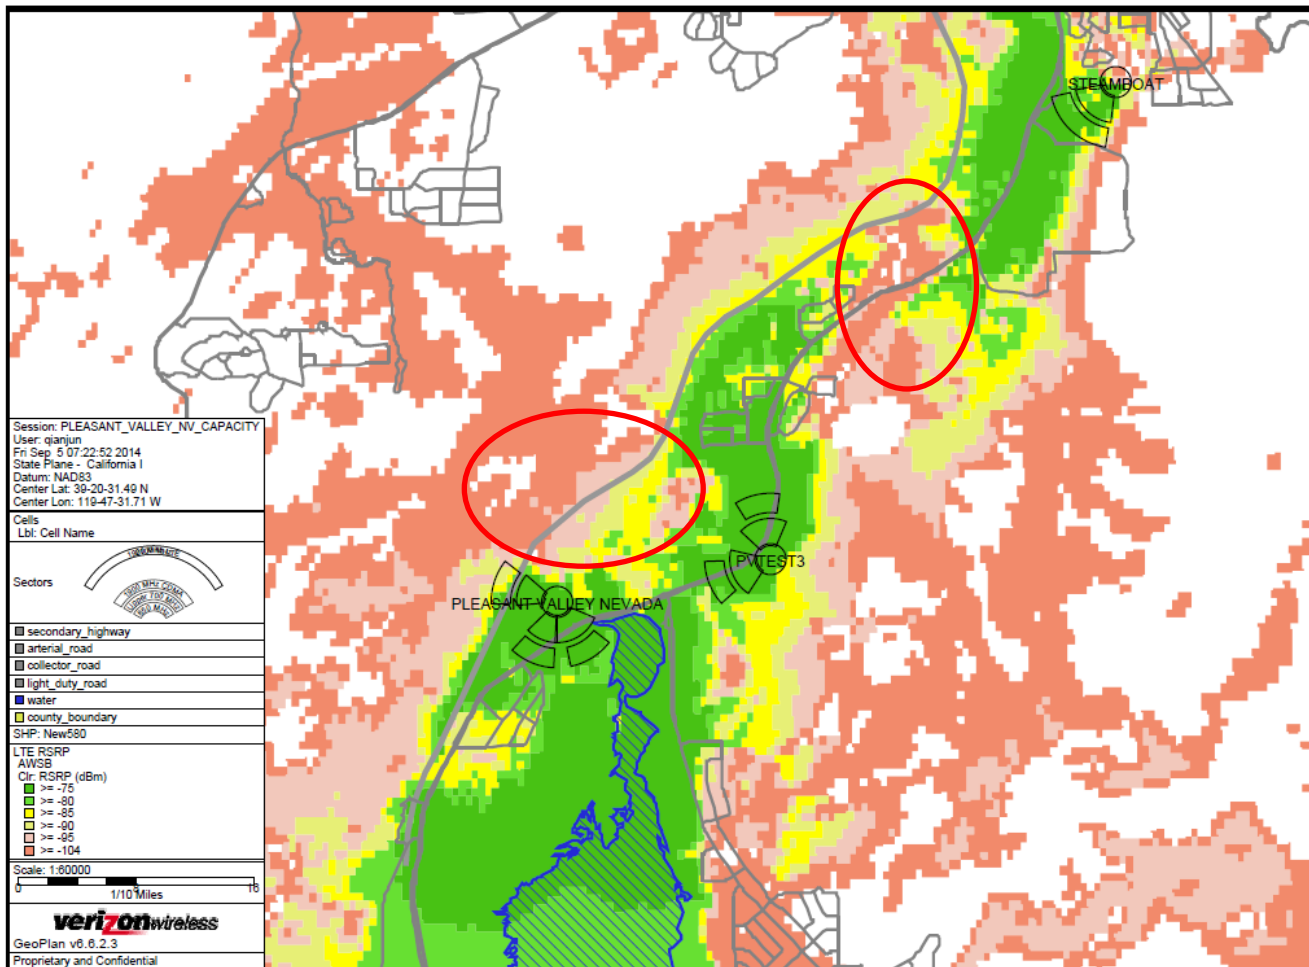 STEAMBOAT
PVTEST3
PLEASANT VALLEY NEVADA
Session: PLEASANT_VALLEY_NV_CAPACITY
User: qianjun
Fri Sep 5 07:22:52 2014
State Plane - California I
Datum: NAD83
Center Lat: 39-20-31.49 N
Center Lon: 119-47-31.71 W
Cells
Lbl: Cell Name
Sectors
1900 MHz CDMA
Upper 700 MHz
850 MHz
secondary_highway
arterial_road
collector_road
light_duty_road
water
county_boundary
SHP: New580
LTE RSRP
AWSB
Clr: RSRP (dBm)
>= -75
>= -80
>= -85
>= -90
>= -95
>= -104
Scale: 1:60000
0 16
1/10 Miles
verizonwireless
GeoPlan v6.6.2.3
Proprietary and Confidential